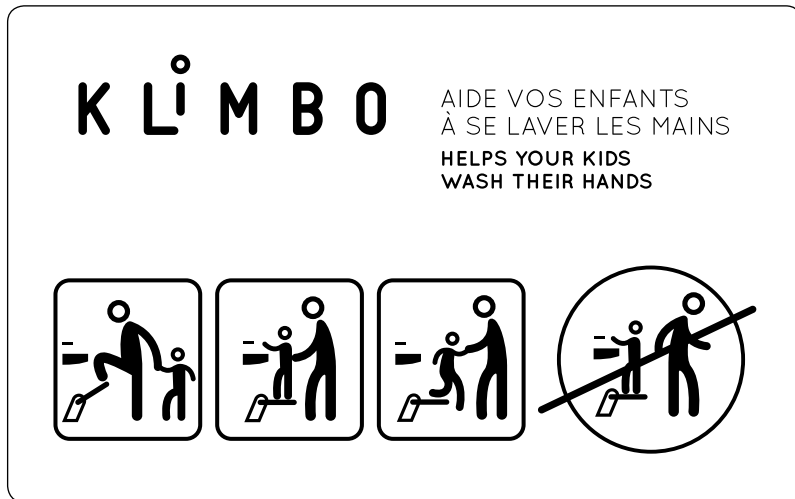 KLIMBO
AIDE VOS ENFANTS
À SE LAVER LES MAINS
HELPS YOUR KIDS
WASH THEIR HANDS